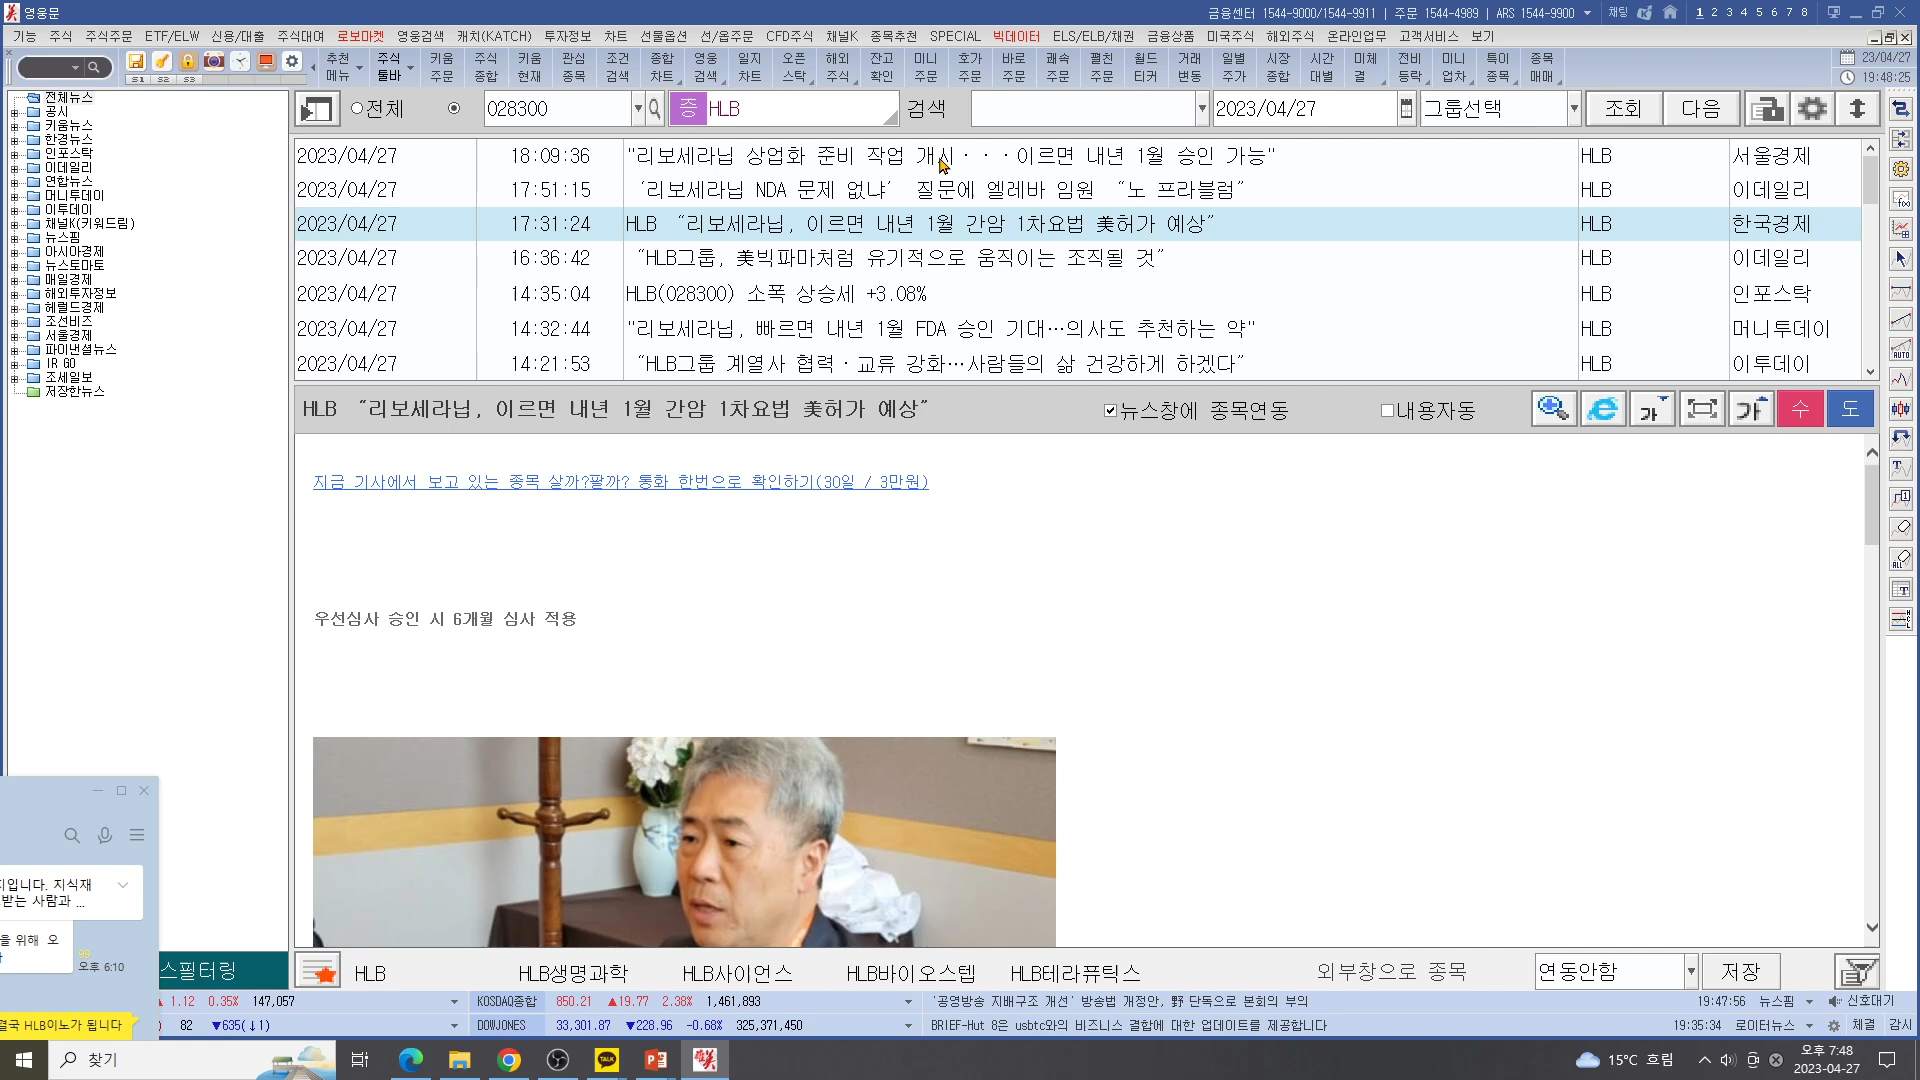 영웅문
금융센터 1544-9000/1544-9911 | 주문 1544-4989 | ARS 1544-9900 채팅 1 2 3 4 5 6 7 8
기능 주식 주식주문 ETF/ELW 신용/대출 주식대여 로보마켓 영웅검색 캐치(KATCH) 투자정보 차트 선물옵션 선/옵주문 CFD주식 채널K 종목추천 SPECIAL 빅데이터 ELS/ELB/채권 금융상품 미국주식 해외주식 온라인업무 고객서비스 보기
추천 주식 키움 주식 키움 관심 조건 종합 영웅 일지 오픈 해외 잔고 미니 호가 바로 쾌속 펼친 월드 거래 일별 시장 시간 미체 전비 미니 특이 종목 23/04/27
S1 S2 S3 메뉴 툴바 주문 종합 현재 종목 검색 차트 검색 차트 스탁 주식 확인 주문 주문 주문 주문 주문 티커 변동 주가 종합 대별 결 등락 업차 종목 매매 19:48:25
전체뉴스
공시
키움뉴스
한경뉴스
인포스탁
이데일리
연합뉴스
머니투데이
이투데이
채널K(키워드림)
뉴스핌
아시아경제
뉴스토마토
매일경제
해외투자정보
헤럴드경제
조선비즈
서울경제
파이낸셜뉴스
IR GO
조세일보
저장한뉴스
전체 028300 증 HLB 검색 2023/04/27 그룹선택 조회 다음
2023/04/27 18:09:36 "리보세라닙 상업화 준비 작업 개시···이르면 내년 1월 승인 가능" HLB 서울경제
2023/04/27 17:51:15 ‘리보세라닙 NDA 문제 없냐’ 질문에 엘레바 임원 “노 프라블럼” HLB 이데일리
2023/04/27 17:31:24 HLB “리보세라닙, 이르면 내년 1월 간암 1차요법 美허가 예상” HLB 한국경제
2023/04/27 16:36:42 “HLB그룹, 美빅파마처럼 유기적으로 움직이는 조직될 것” HLB 이데일리
2023/04/27 14:35:04 HLB(028300) 소폭 상승세 +3.08% HLB 인포스탁
2023/04/27 14:32:44 "리보세라닙, 빠르면 내년 1월 FDA 승인 기대…의사도 추천하는 약" HLB 머니투데이
2023/04/27 14:21:53 “HLB그룹 계열사 협력·교류 강화…사람들의 삶 건강하게 하겠다” HLB 이투데이
HLB “리보세라닙, 이르면 내년 1월 간암 1차요법 美허가 예상” 뉴스창에 종목연동 내용자동 가 가 수 도
지금 기사에서 보고 있는 종목 살까?팔까? 통화 한번으로 확인하기(30일 / 3만원)
우선심사 승인 시 6개월 심사 적용
지입니다. 지식재
받는 사람과 ...
을 위해 오
99
오후 6:10
결국 HLB이노가 됩니다
스필터링 HLB HLB생명과학 HLB사이언스 HLB바이오스텝 HLB테라퓨틱스 외부창으로 종목 연동안함 저장
▲ 1.12 0.35% 147,057 KOSDAQ종합 850.21 ▲19.77 2.38% 1,461,893 '공영방송 지배구조 개선' 방송법 개정안, 野 단독으로 본회의 부의 19:47:56 뉴스핌 신호대기
) 82 ▼635(↓1) DOWJONES 33,301.87 ▼228.96 -0.68% 325,371,450 BRIEF-Hut 8은 usbtc와의 비즈니스 결합에 대한 업데이트를 제공합니다 19:35:34 로이터뉴스 체결 감시
찾기 TALK 15°C 흐림 오후 7:48
2023-04-27